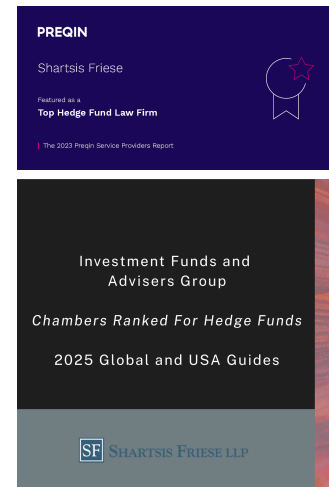 PREQIN
Shartsis Friese
Featured as a
Top Hedge Fund Law Firm
The 2023 Preqin Service Providers Report
Investment Funds and
Advisers Group
Chambers Ranked For Hedge Funds
2025 Global and USA Guides
SF SHARTSIS FRIESE LLP